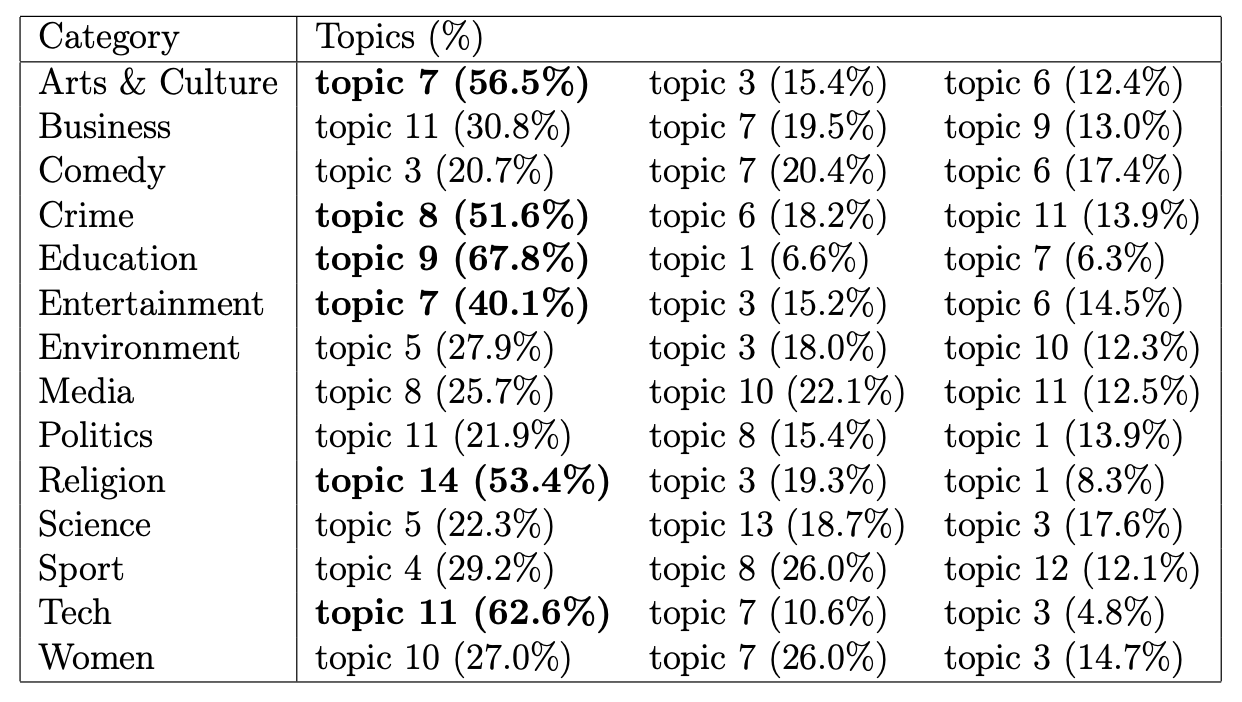 Category Topics (%)
Arts & Culture topic 7 (56.5%) topic 3 (15.4%) topic 6 (12.4%)
Business topic 11 (30.8%) topic 7 (19.5%) topic 9 (13.0%)
Comedy topic 3 (20.7%) topic 7 (20.4%) topic 6 (17.4%)
Crime topic 8 (51.6%) topic 6 (18.2%) topic 11 (13.9%)
Education topic 9 (67.8%) topic 1 (6.6%) topic 7 (6.3%)
Entertainment topic 7 (40.1%) topic 3 (15.2%) topic 6 (14.5%)
Environment topic 5 (27.9%) topic 3 (18.0%) topic 10 (12.3%)
Media topic 8 (25.7%) topic 10 (22.1%) topic 11 (12.5%)
Politics topic 11 (21.9%) topic 8 (15.4%) topic 1 (13.9%)
Religion topic 14 (53.4%) topic 3 (19.3%) topic 1 (8.3%)
Science topic 5 (22.3%) topic 13 (18.7%) topic 3 (17.6%)
Sport topic 4 (29.2%) topic 8 (26.0%) topic 12 (12.1%)
Tech topic 11 (62.6%) topic 7 (10.6%) topic 3 (4.8%)
Women topic 10 (27.0%) topic 7 (26.0%) topic 3 (14.7%)